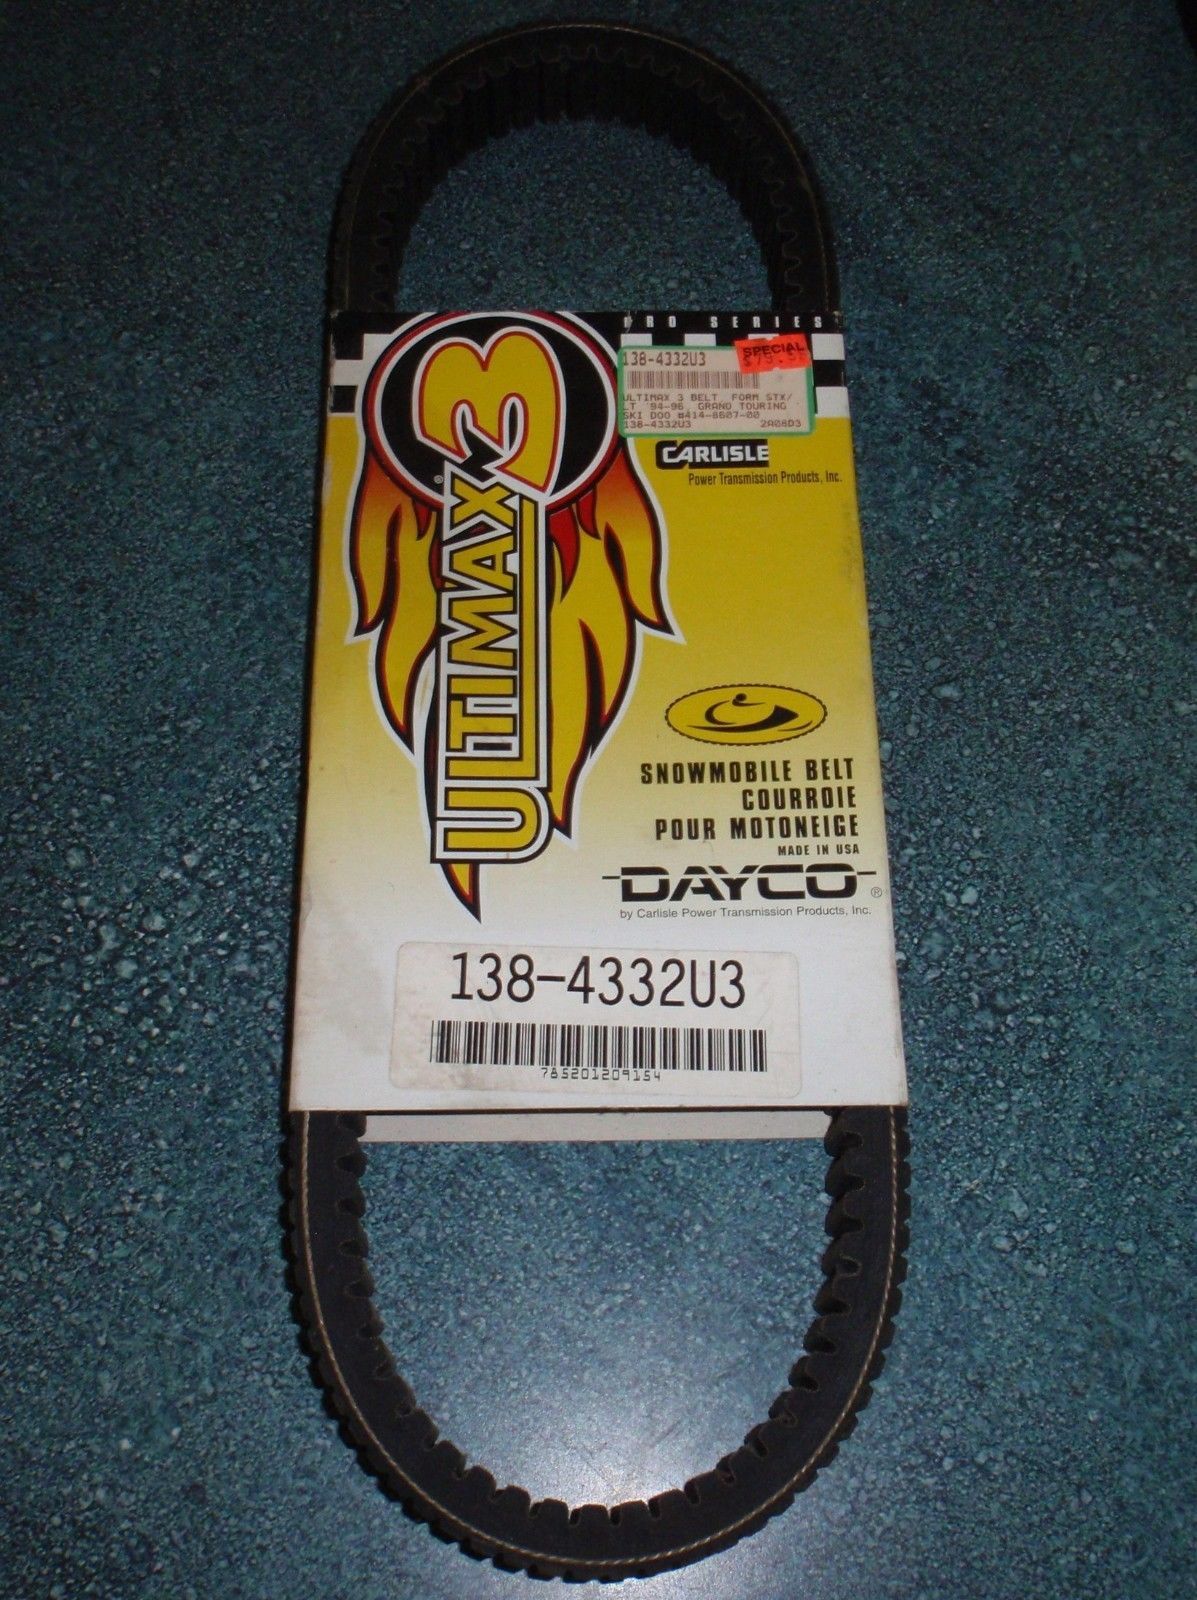 PRO SERIES
138-4332U3
SPECIAL
ULTIMAX 3 BELT, FORM STX/
LT '94-96, GRAND TOURING
SKI DOO #414-8607-00
138-4332U3 2A08D3
CARLISLE
Power Transmission Products, Inc.
ULTIMAX®3
SNOWMOBILE BELT
COURROIE
POUR MOTONEIGE
MADE IN USA
DAYCO®
by Carlisle Power Transmission Products, Inc.
138-4332U3
785201209154